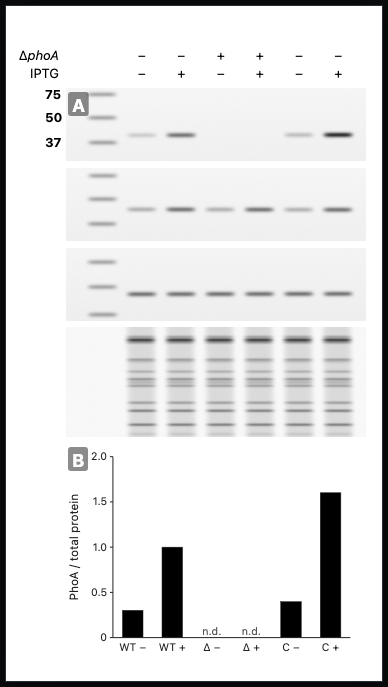 ΔphoA – – + + – –
IPTG – + – + – +
75
A
50
37
B
2.0
1.5
1.0
0.5
0
PhoA / total protein
n.d. n.d.
WT – WT + Δ – Δ + C – C +